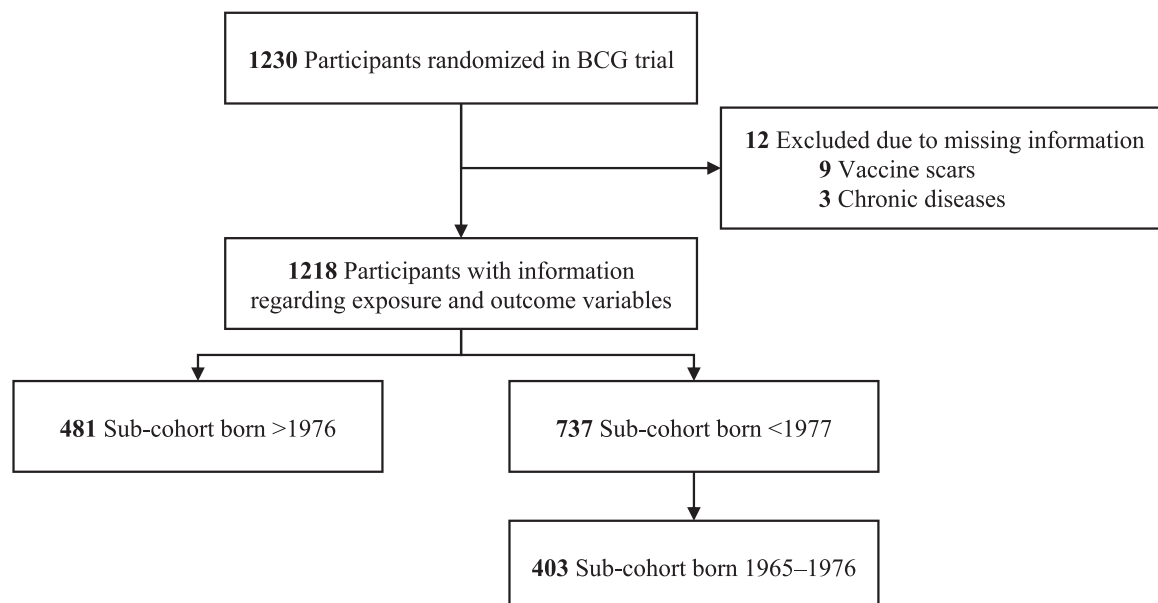 1230 Participants randomized in BCG trial
12 Excluded due to missing information
9 Vaccine scars
3 Chronic diseases
1218 Participants with information
regarding exposure and outcome variables
481 Sub-cohort born >1976
737 Sub-cohort born <1977
403 Sub-cohort born 1965–1976